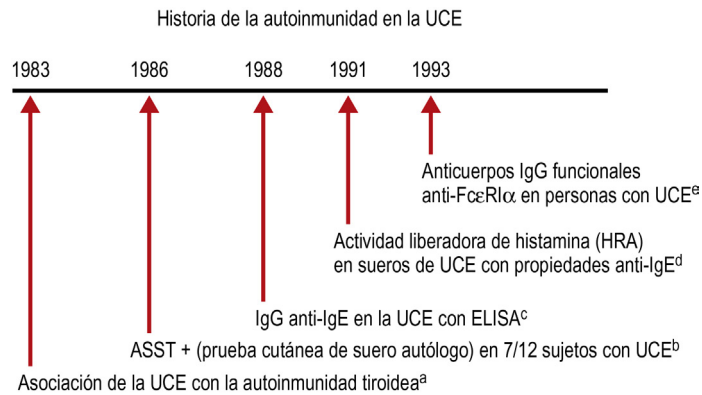 Historia de la autoinmunidad en la UCE
1983 1986 1988 1991 1993
Anticuerpos IgG funcionales
anti-FcεRIα en personas con UCEᵉ
Actividad liberadora de histamina (HRA)
en sueros de UCE con propiedades anti-IgEᵈ
IgG anti-IgE en la UCE con ELISAᶜ
ASST + (prueba cutánea de suero autólogo) en 7/12 sujetos con UCEᵇ
Asociación de la UCE con la autoinmunidad tiroideaᵃ